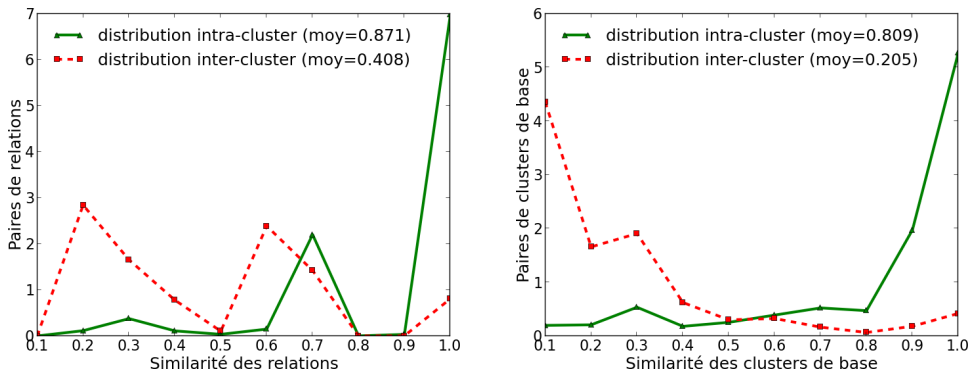 7
6
5
4
3
2
1
0
Paires de relations
distribution intra-cluster (moy=0.871)
distribution inter-cluster (moy=0.408)
0.1 0.2 0.3 0.4 0.5 0.6 0.7 0.8 0.9 1.0
Similarité des relations
6
5
4
3
2
1
0
Paires de clusters de base
distribution intra-cluster (moy=0.809)
distribution inter-cluster (moy=0.205)
0.1 0.2 0.3 0.4 0.5 0.6 0.7 0.8 0.9 1.0
Similarité des clusters de base